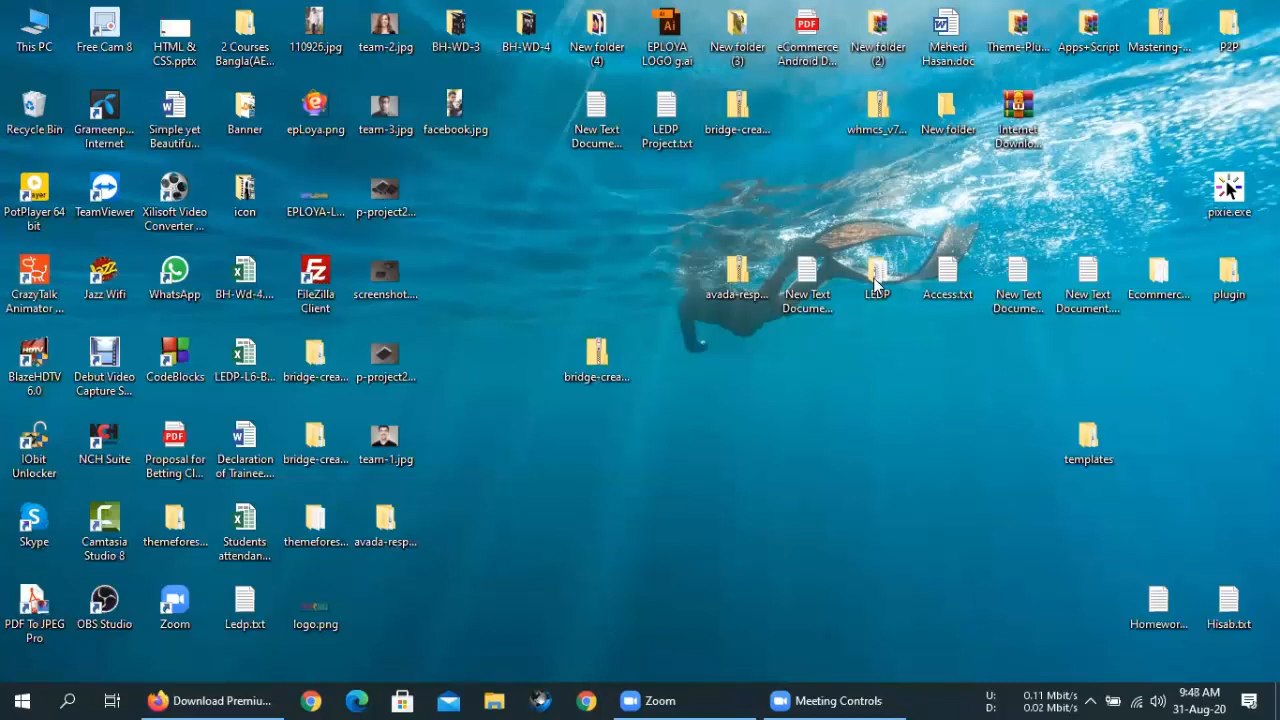 This PC
Free Cam 8
HTML &
CSS.pptx
2 Courses
Bangla(AE...
110926.jpg
team-2.jpg
BH-WD-3
BH-WD-4
New folder
(4)
EPLOYA
LOGO g.ai
New folder
(3)
eCommerce
Android D...
New folder
(2)
Mehedi
Hasan.doc
Theme-Plu...
Apps+Script
Mastering-...
P2P
Recycle Bin
Grameenp...
Internet
Simple yet
Beautifu...
Banner
epLoya.png
team-3.jpg
facebook.jpg
New Text
Docume...
LEDP
Project.txt
bridge-crea...
whmcs_v7...
New folder
Internet
Downlo...
PotPlayer 64
bit
TeamViewer
Xilisoft Video
Converter ...
icon
EPLOYA-L...
p-project2...
pixie.exe
CrazyTalk
Animator ...
Jazz Wifi
WhatsApp
BH-Wd-4....
FileZilla
Client
screenshot....
avada-resp...
New Text
Docume...
LEDP
Access.txt
New Text
Docume...
New Text
Document....
Ecommerc...
plugin
BlazeHDTV
6.0
Debut Video
Capture S...
CodeBlocks
LEDP-L6-B...
bridge-crea...
p-project2...
bridge-crea...
IObit
Unlocker
NCH Suite
Proposal for
Betting Cl...
Declaration
of Trainee....
bridge-crea...
team-1.jpg
templates
Skype
Camtasia
Studio 8
themefores...
Students
attendan...
themefores...
avada-resp...
PDF To JPEG
Pro
OBS Studio
Zoom
Ledp.txt
logo.png
Homewor...
Hisab.txt
Download Premiu...
Zoom
Meeting Controls
U: 0.11 Mbit/s
D: 0.02 Mbit/s
9:48 AM
31-Aug-20